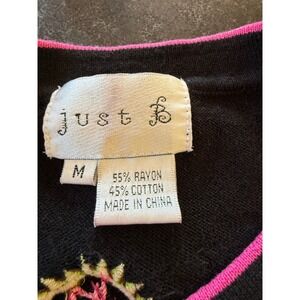 just B
M
55% RAYON
45% COTTON
MADE IN CHINA